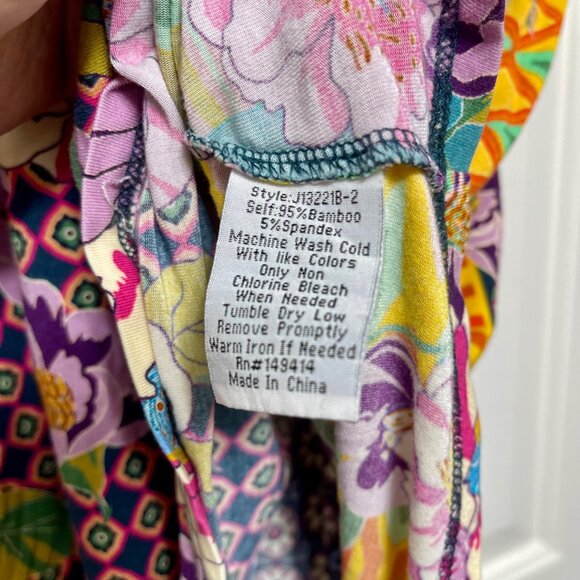 Style:J13221B-2
Self:95%Bamboo
5%Spandex
Machine Wash Cold
With like Colors
Only Non
Chlorine Bleach
When Needed
Tumble Dry Low
Remove Promptly
Warm Iron If Needed
Rn#149414
Made In China